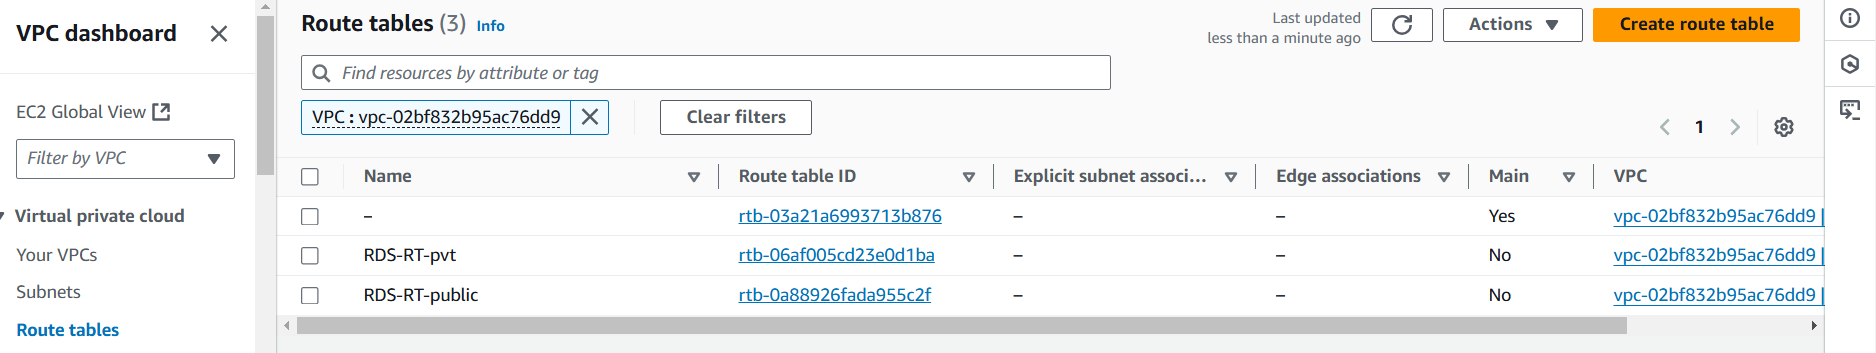 VPC dashboard
EC2 Global View
Filter by VPC
Virtual private cloud
Your VPCs
Subnets
Route tables
Route tables (3) Info
Last updated
less than a minute ago
Actions
Create route table
Find resources by attribute or tag
VPC : vpc-02bf832b95ac76dd9
Clear filters
1
Name Route table ID Explicit subnet associ... Edge associations Main VPC
– rtb-03a21a6993713b876 – – Yes vpc-02bf832b95ac76dd9 |
RDS-RT-pvt rtb-06af005cd23e0d1ba – – No vpc-02bf832b95ac76dd9 |
RDS-RT-public rtb-0a88926fada955c2f – – No vpc-02bf832b95ac76dd9 |